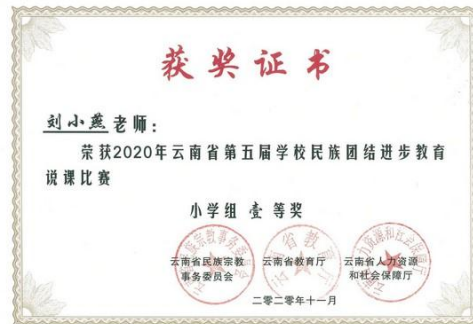 获奖证书
刘小燕老师：
荣获2020年云南省第五届学校民族团结进步教育
说课比赛
小学组 壹 等奖
云南省民族宗教
事务委员会
云南省教育厅
云南省人力资源
和社会保障厅
二零二零年十一月